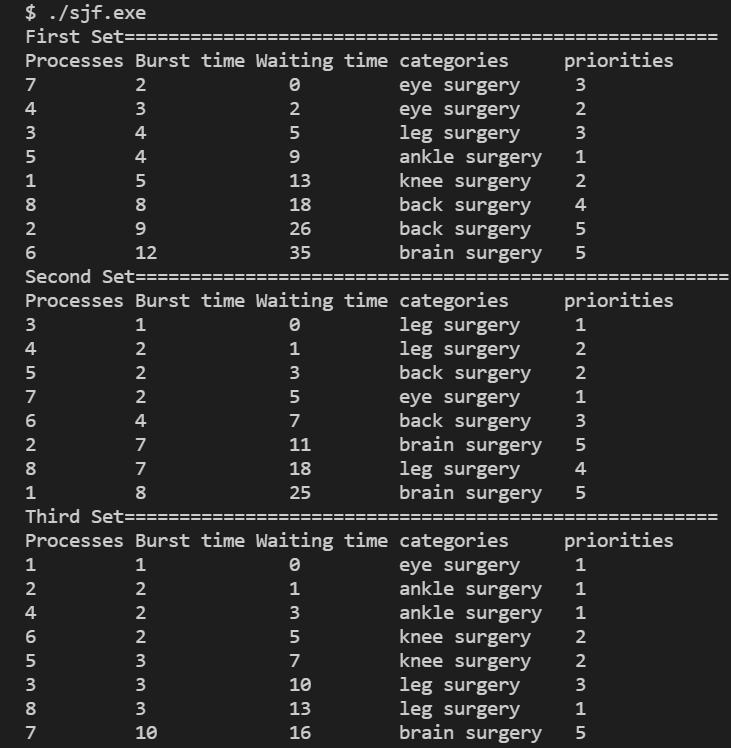 $ ./sjf.exe
First Set======================================================
Processes Burst time Waiting time categories     priorities
7         2             0         eye surgery     3
4         3             2         eye surgery     2
3         4             5         leg surgery     3
5         4             9         ankle surgery   1
1         5             13        knee surgery    2
8         8             18        back surgery    4
2         9             26        back surgery    5
6         12            35        brain surgery   5
Second Set======================================================
Processes Burst time Waiting time categories     priorities
3         1             0         leg surgery     1
4         2             1         leg surgery     2
5         2             3         back surgery    2
7         2             5         eye surgery     1
6         4             7         back surgery    3
2         7             11        brain surgery   5
8         7             18        leg surgery     4
1         8             25        brain surgery   5
Third Set======================================================
Processes Burst time Waiting time categories     priorities
1         1             0         eye surgery     1
2         2             1         ankle surgery   1
4         2             3         ankle surgery   1
6         2             5         knee surgery    2
5         3             7         knee surgery    2
3         3             10        leg surgery     3
8         3             13        leg surgery     1
7         10            16        brain surgery   5